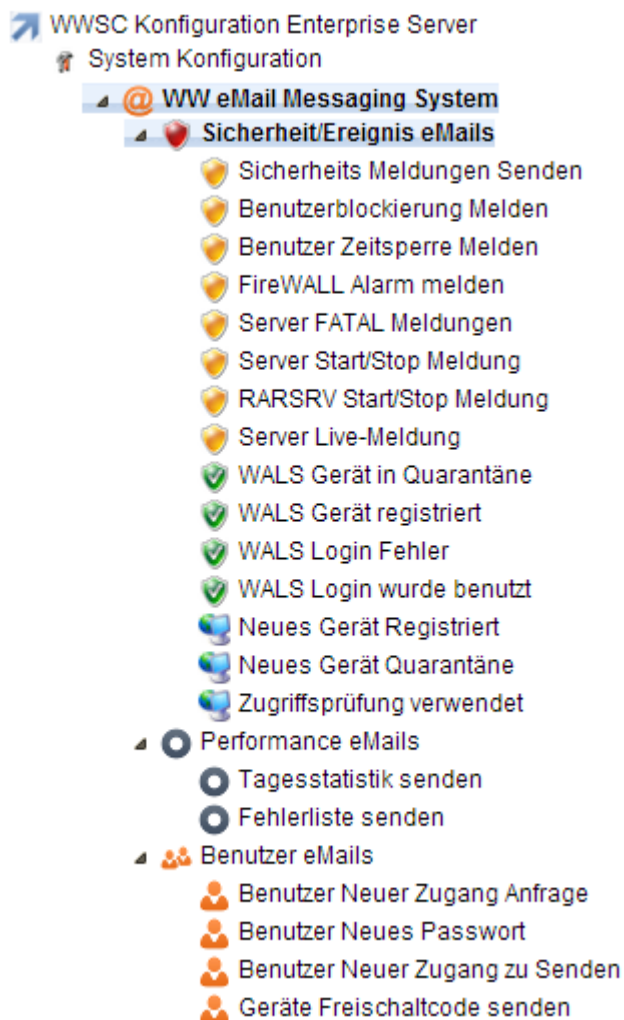 WWSC Konfiguration Enterprise Server
System Konfiguration
WW eMail Messaging System
Sicherheit/Ereignis eMails
Sicherheits Meldungen Senden
Benutzerblockierung Melden
Benutzer Zeitsperre Melden
FireWALL Alarm melden
Server FATAL Meldungen
Server Start/Stop Meldung
RARSRV Start/Stop Meldung
Server Live-Meldung
WALS Gerät in Quarantäne
WALS Gerät registriert
WALS Login Fehler
WALS Login wurde benutzt
Neues Gerät Registriert
Neues Gerät Quarantäne
Zugriffsprüfung verwendet
Performance eMails
Tagesstatistik senden
Fehlerliste senden
Benutzer eMails
Benutzer Neuer Zugang Anfrage
Benutzer Neues Passwort
Benutzer Neuer Zugang zu Senden
Geräte Freischaltcode senden